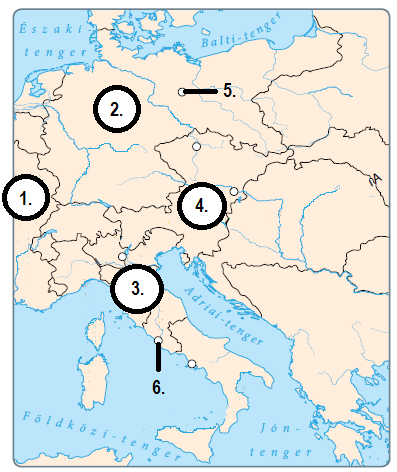 Északi
tenger
Balti-tenger
5.
2.
1.
4.
3.
Adriai-tenger
6.
Földközi-tenger
Jón-
tenger